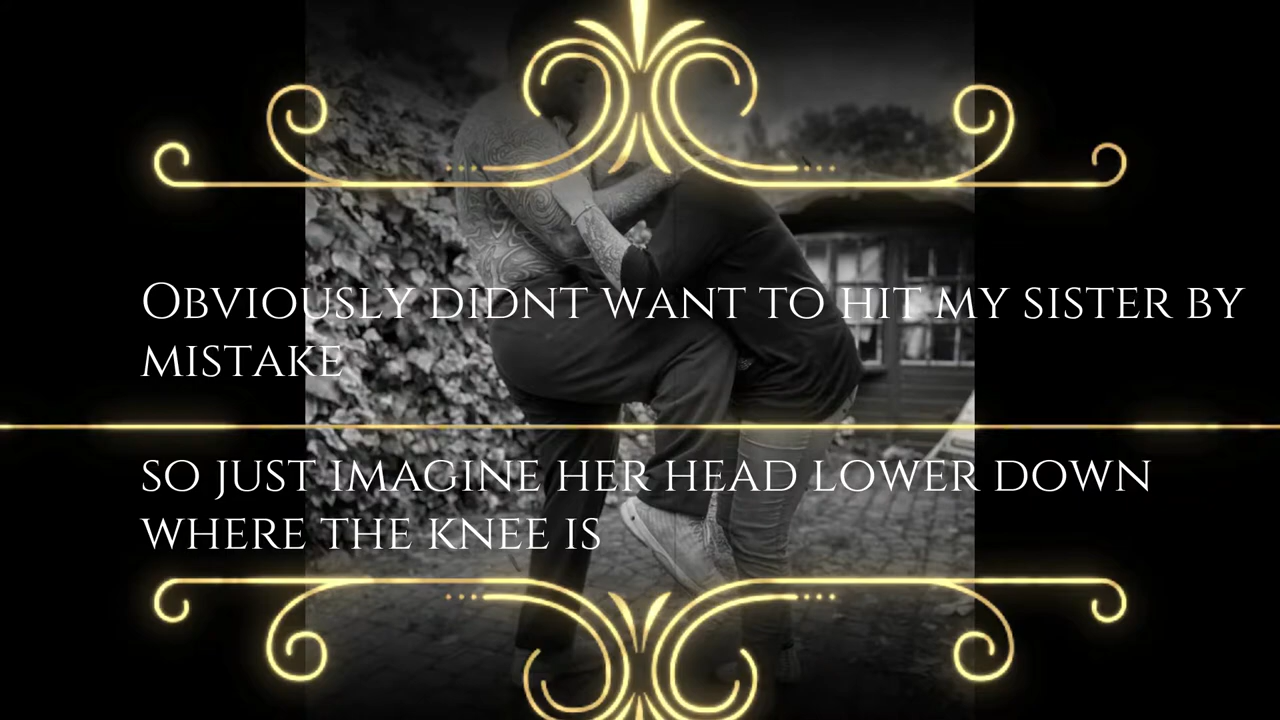 Obviously didnt want to hit my sister by
mistake
so just imagine her head lower down
where the knee is